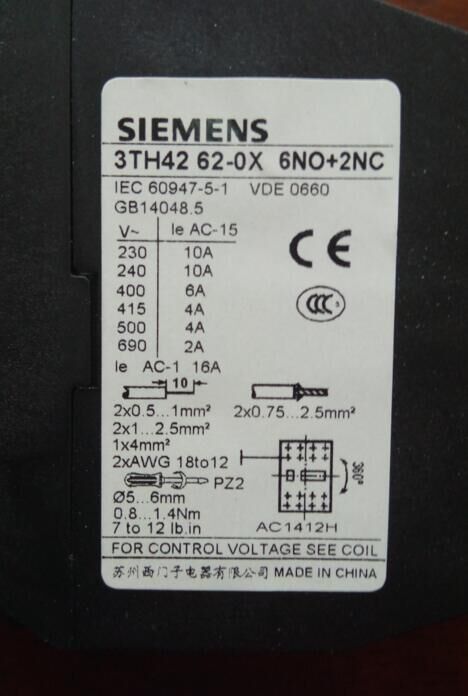 SIEMENS
3TH42 62-0X 6NO+2NC
IEC 60947-5-1 VDE 0660
GB14048.5
V~ Ie AC-15
230 10A
240 10A
400 6A
415 4A
500 4A
690 2A
CE
CCC S
Ie AC-1 16A
10
2x0.5...1mm² 2x0.75...2.5mm²
2x1...2.5mm²
1x4mm²
2xAWG 18to12
PZ2
360°
Ø5...6mm
0.8...1.4Nm
7 to 12 lb.in
AC1412H
FOR CONTROL VOLTAGE SEE COIL
苏州西门子电器有限公司 MADE IN CHINA